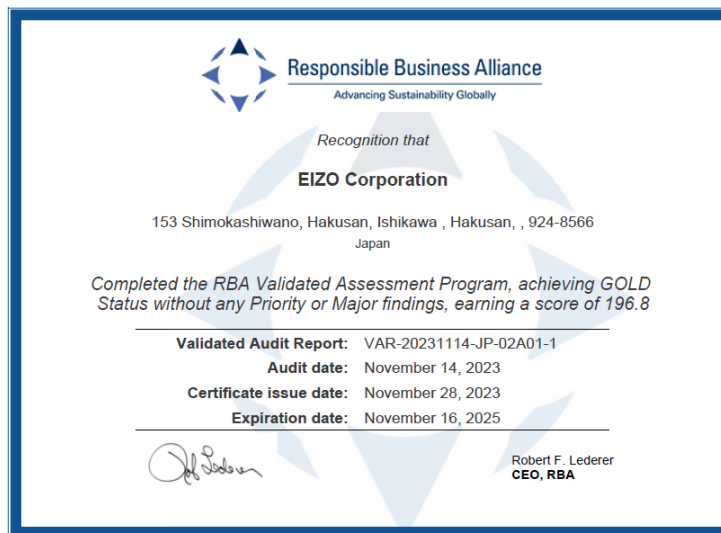 Responsible Business Alliance
Advancing Sustainability Globally
Recognition that
EIZO Corporation
153 Shimokashiwano, Hakusan, Ishikawa , Hakusan, , 924-8566
Japan
Completed the RBA Validated Assessment Program, achieving GOLD
Status without any Priority or Major findings, earning a score of 196.8
Validated Audit Report: VAR-20231114-JP-02A01-1
Audit date: November 14, 2023
Certificate issue date: November 28, 2023
Expiration date: November 16, 2025
Robert F. Lederer
CEO, RBA